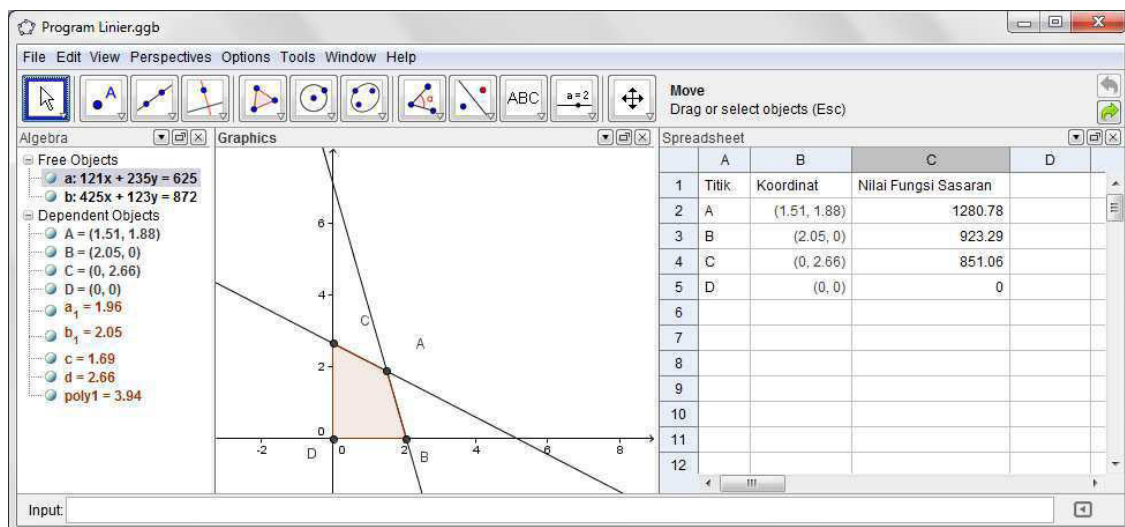 Program Linier.ggb
File Edit View Perspectives Options Tools Window Help
A
ABC
a = 2
Move
Drag or select objects (Esc)
Algebra
Free Objects
a: 121x + 235y = 625
b: 425x + 123y = 872
Dependent Objects
A = (1.51, 1.88)
B = (2.05, 0)
C = (0, 2.66)
D = (0, 0)
a₁ = 1.96
b₁ = 2.05
c = 1.69
d = 2.66
poly1 = 3.94
Graphics
6
4
C
A
2
0
-2 0 2 4 6 8
D B
Spreadsheet
A B C D
1 Titik Koordinat Nilai Fungsi Sasaran
2 A (1.51, 1.88) 1280.78
3 B (2.05, 0) 923.29
4 C (0, 2.66) 851.06
5 D (0, 0) 0
6
7
8
9
10
11
12
Input: